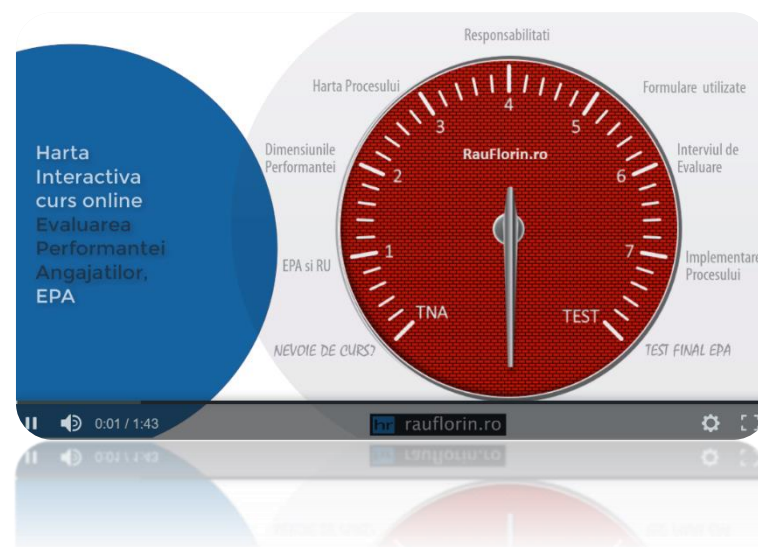 Harta
Interactiva
curs online
Evaluarea
Performantei
Angajatilor,
EPA
Responsabilitati
Harta Procesului
Formulare utilizate
Dimensiunile
Performantei
Interviul de
Evaluare
EPA si RU
Implementare
Procesului
NEVOIE DE CURS?
TEST FINAL EPA
RauFlorin.ro
TNA
1
2
3
4
5
6
7
TEST
0:01 / 1:43
hr rauflorin.ro